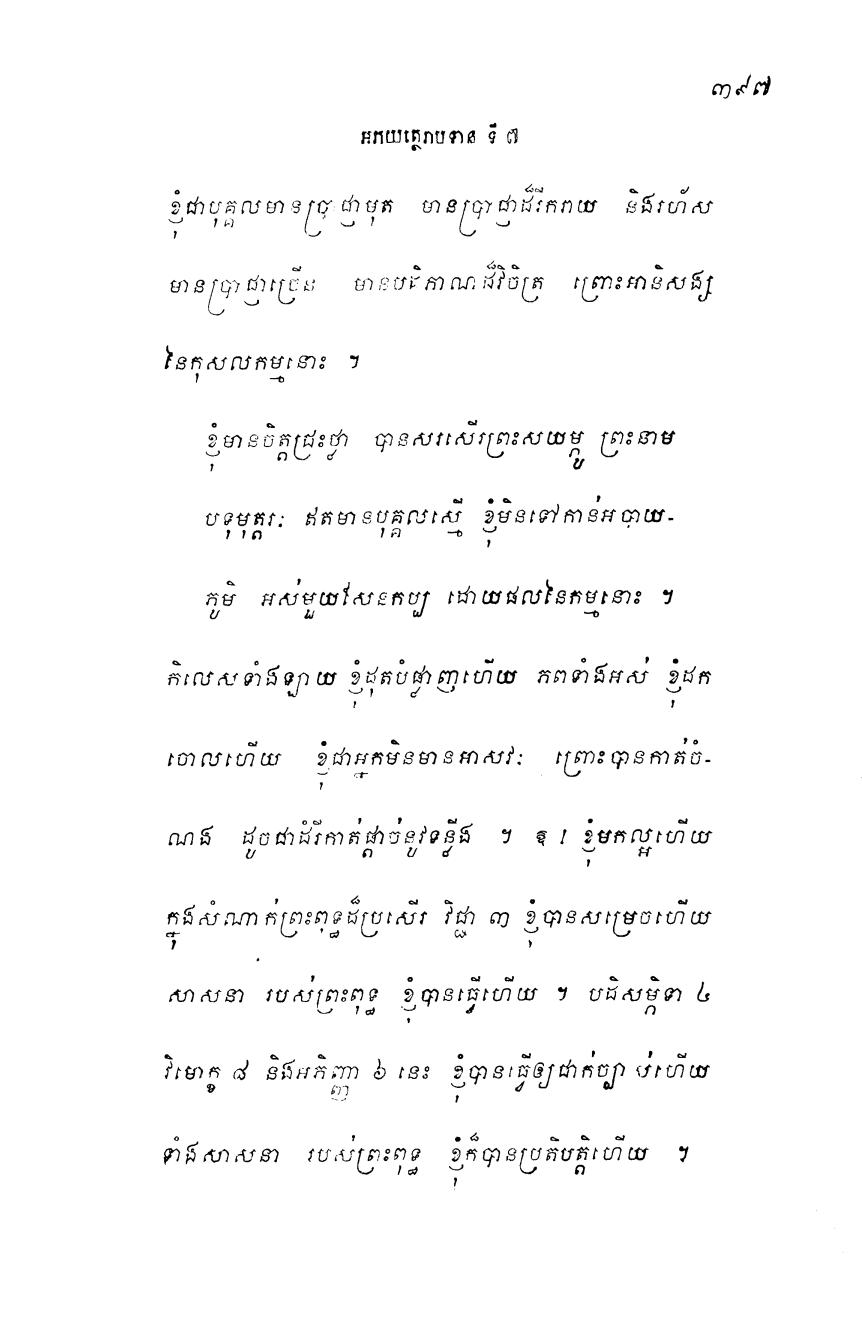 ៣៩៧
អភយត្ថេរាបទាន ទី ៧
ខ្ញុំជាបុគ្គលមានប្រាជ្ញាមុត មានប្រាជ្ញាដ៏រីករាយ និងរហ័ស
មានប្រាជ្ញាច្រើន មានបដិភាណដ៏វិចិត្រ ព្រោះអានិសង្ស
នៃកុសលកម្មនោះ ។
ខ្ញុំមានចិត្តជ្រះថ្លា បានសរសើរព្រះសយម្ភូ ព្រះនាម
បទុមុត្តរៈ ឥតមានបុគ្គលស្មើ ខ្ញុំមិនទៅកាន់អបាយ-
ភូមិ អស់មួយសែនកប្ប ដោយផលនៃកម្មនោះ ។
កិលេសទាំងឡាយ ខ្ញុំដុតបំផ្លាញហើយ ភពទាំងអស់ ខ្ញុំដក
ចោលហើយ ខ្ញុំជាអ្នកមិនមានអាសវៈ ព្រោះបានកាត់ចំ-
ណង ដូចជាដំរីកាត់ផ្តាច់នូវទន្លីង ។ ឱ ! ខ្ញុំមកល្អហើយ
ក្នុងសំណាក់ព្រះពុទ្ធដ៏ប្រសើរ វិជ្ជា ៣ ខ្ញុំបានសម្រេចហើយ
សាសនា របស់ព្រះពុទ្ធ ខ្ញុំបានធ្វើហើយ ។ បដិសម្ភិទា ៤
វិមោក្ខ ៨ និងអភិញ្ញា ៦ នេះ ខ្ញុំបានធ្វើឲ្យជាក់ច្បាស់ហើយ
ទាំងសាសនា របស់ព្រះពុទ្ធ ខ្ញុំក៏បានប្រតិបត្តិហើយ ។